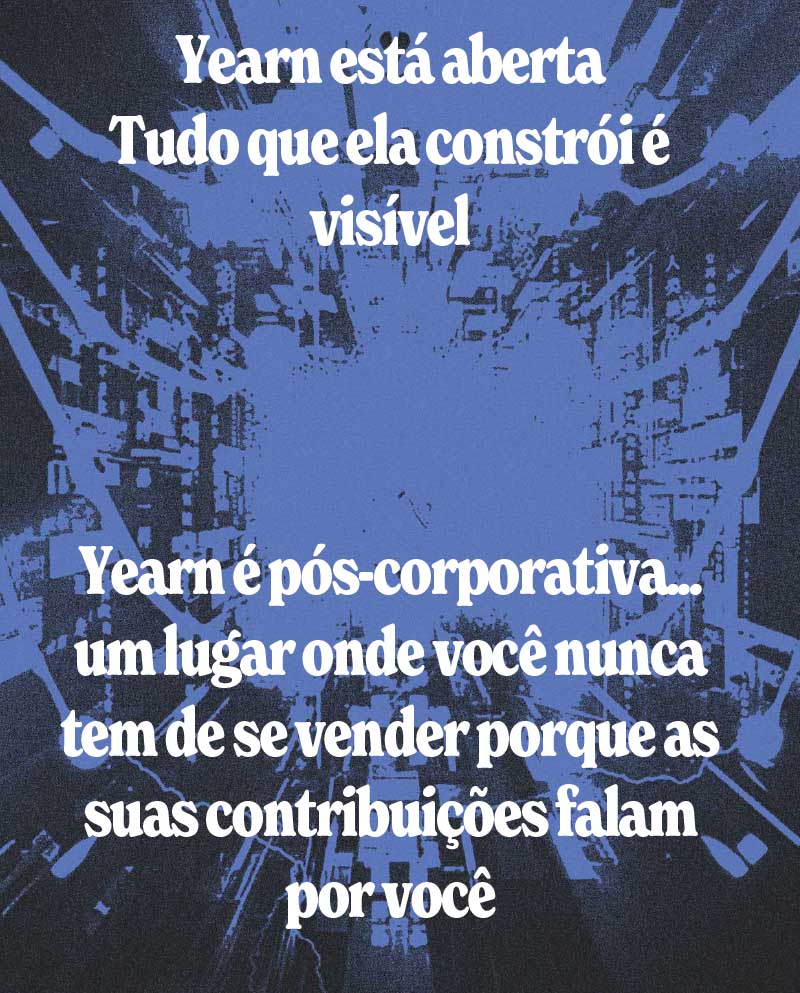 Yearn está aberta
Tudo que ela constrói é
visível
Yearn é pós-corporativa...
um lugar onde você nunca
tem de se vender porque as
suas contribuições falam
por você